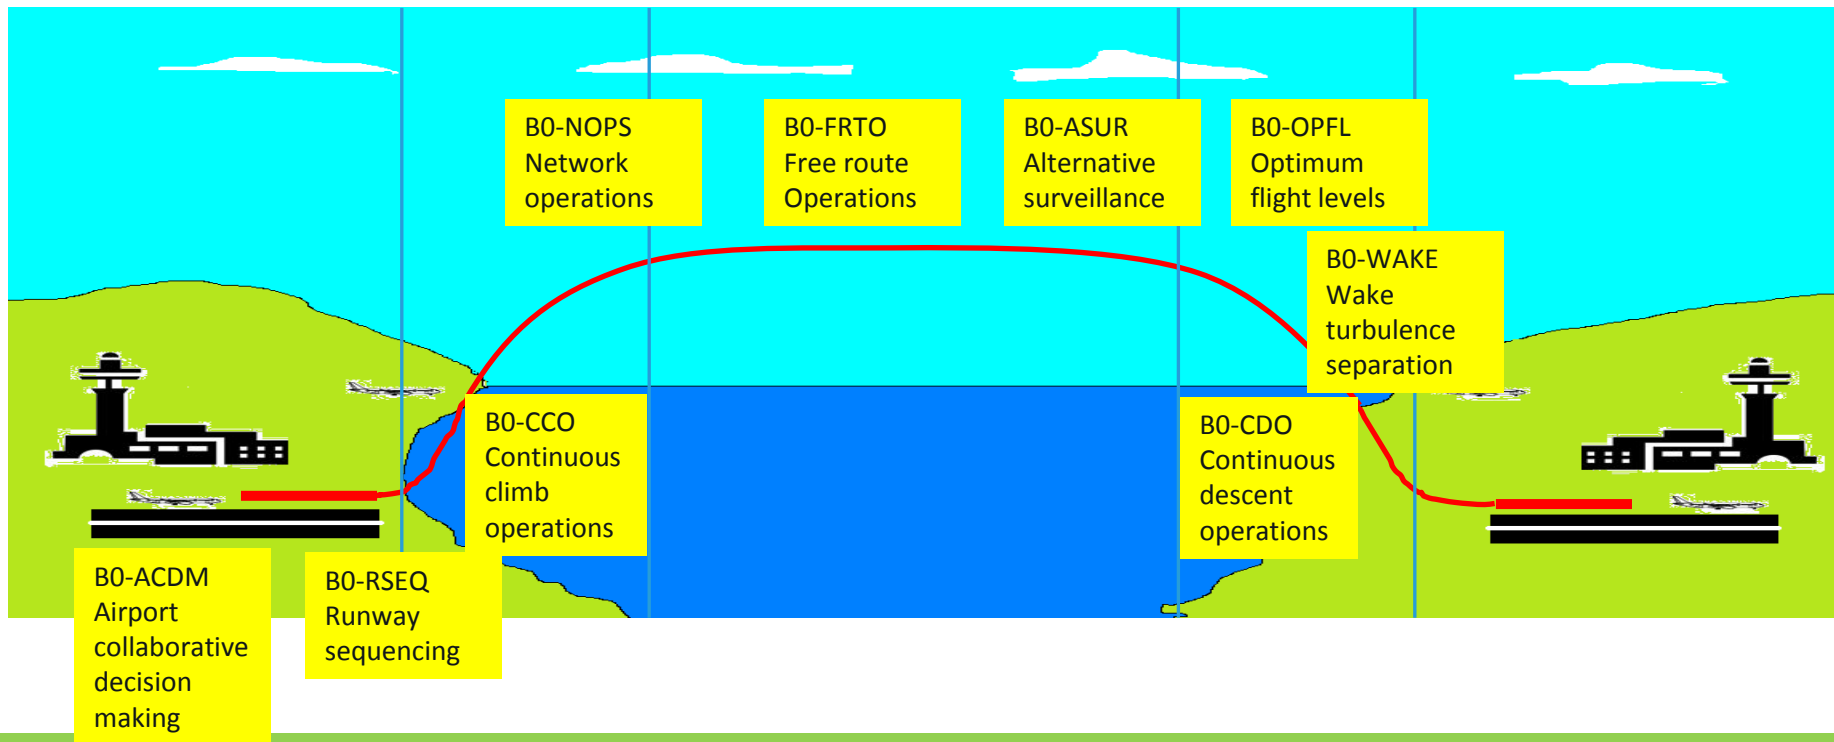 B0-NOPS
Network
operations
B0-FRTO
Free route
Operations
B0-ASUR
Alternative
surveillance
B0-OPFL
Optimum
flight levels
B0-WAKE
Wake
turbulence
separation
B0-CCO
Continuous
climb
operations
B0-CDO
Continuous
descent
operations
B0-ACDM
Airport
collaborative
decision
making
B0-RSEQ
Runway
sequencing